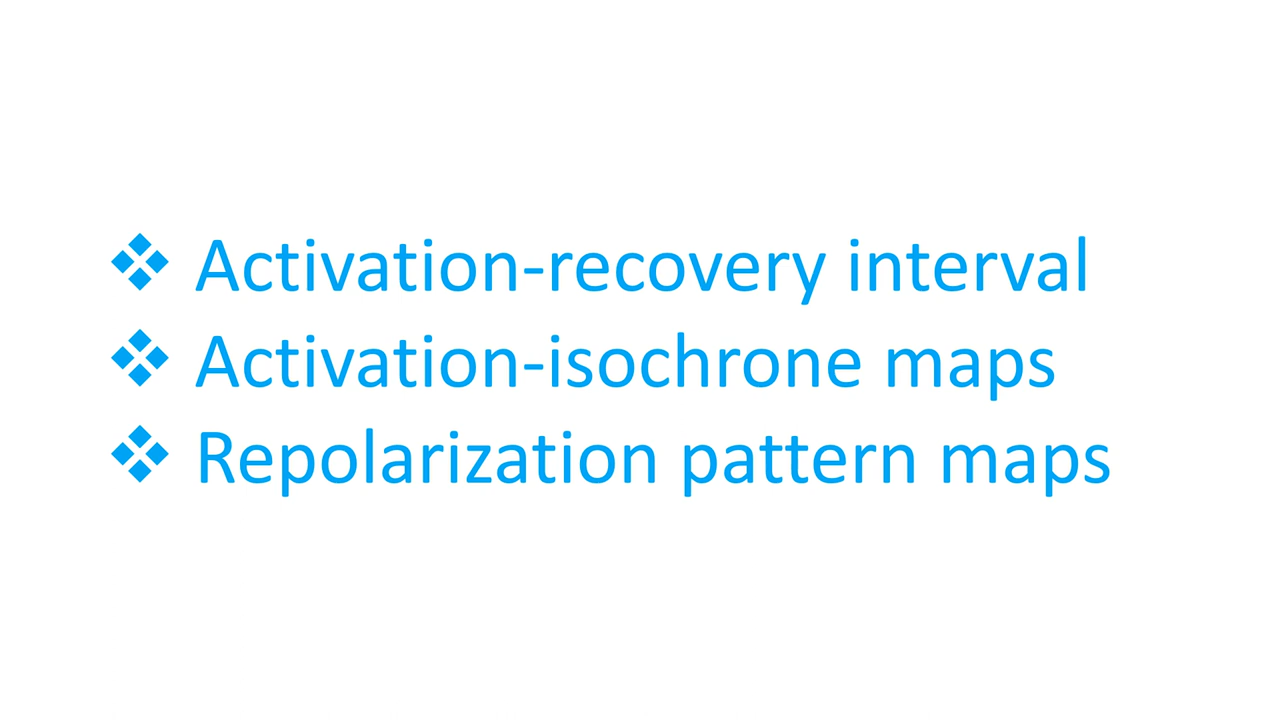 ❖ Activation-recovery interval
❖ Activation-isochrone maps
❖ Repolarization pattern maps